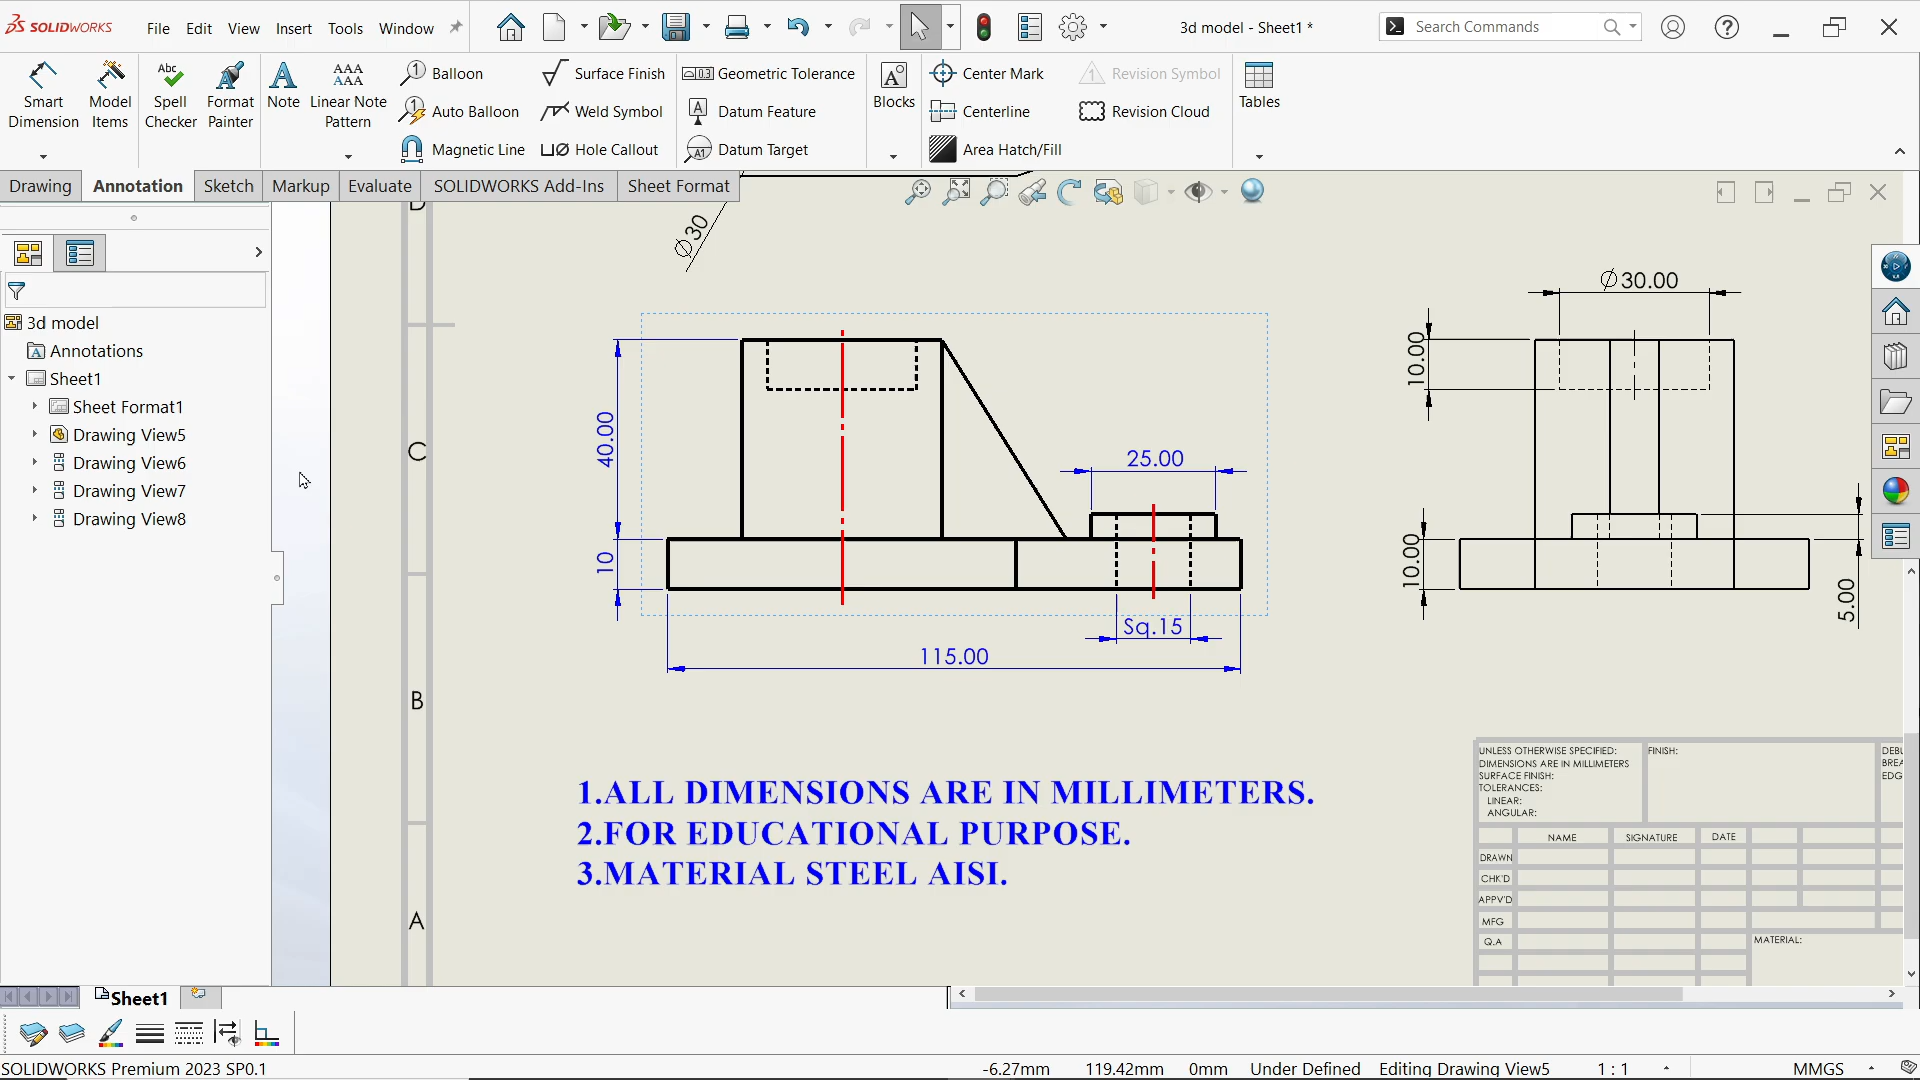 SOLIDWORKS
File Edit View Insert Tools Window
3d model - Sheet1 *
Search Commands
Smart Dimension
Model Items
Spell Checker
Format Painter
Note
Linear Note Pattern
Balloon
Auto Balloon
Magnetic Line
Surface Finish
Weld Symbol
Hole Callout
Geometric Tolerance
Datum Feature
Datum Target
Blocks
Center Mark
Centerline
Area Hatch/Fill
Revision Symbol
Revision Cloud
Tables
Drawing Annotation Sketch Markup Evaluate SOLIDWORKS Add-Ins Sheet Format
3d model
Annotations
Sheet1
Sheet Format1
Drawing View5
Drawing View6
Drawing View7
Drawing View8
D
C
B
A
∅30
40.00
10
25.00
Sq.15
115.00
∅30.00
10.00
10.00
5.00
1.ALL DIMENSIONS ARE IN MILLIMETERS.
2.FOR EDUCATIONAL PURPOSE.
3.MATERIAL STEEL AISI.
UNLESS OTHERWISE SPECIFIED:
DIMENSIONS ARE IN MILLIMETERS
SURFACE FINISH:
TOLERANCES:
LINEAR:
ANGULAR:
FINISH:
DEBU
BREA
EDG
NAME SIGNATURE DATE
DRAWN
CHK'D
APPV'D
MFG
Q.A
MATERIAL:
Sheet1
SOLIDWORKS Premium 2023 SP0.1
-6.27mm 119.42mm 0mm Under Defined Editing Drawing View5 1 : 1 MMGS